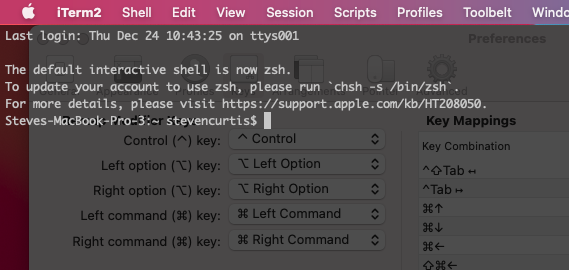 iTerm2 Shell Edit View Session Scripts Profiles Toolbelt Windo
Last login: Thu Dec 24 10:43:25 on ttys001
Preferences
The default interactive shell is now zsh.
To update your account to use zsh, please run `chsh -s /bin/zsh`.
For more details, please visit https://support.apple.com/kb/HT208050.
Steves-MacBook-Pro-3:~ stevencurtis$
Key Mappings
Control (^) key: ^ Control
Key Combination
Left option (⌥) key: ⌥ Left Option
^⇧Tab ↔
Right option (⌥) key: ⌥ Right Option
^Tab ↔
Left command (⌘) key: ⌘ Left Command
⌘↑
⌘↓
Right command (⌘) key: ⌘ Right Command
⌘←
⇧⌘←